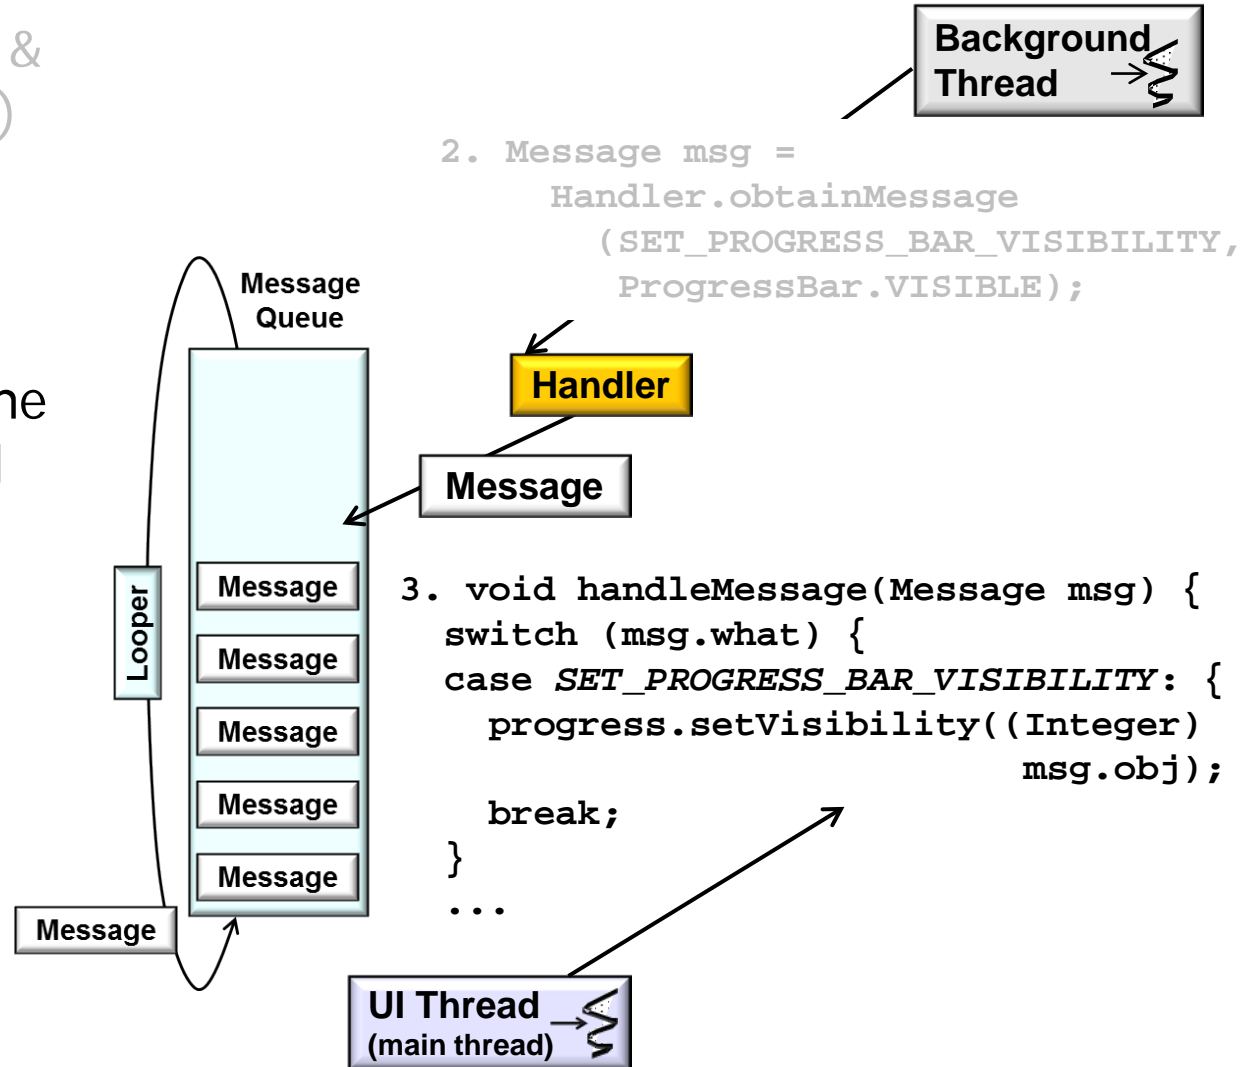 &
)
Background
Thread
2. Message msg =
Handler.obtainMessage
(SET_PROGRESS_BAR_VISIBILITY,
ProgressBar.VISIBLE);
Message
Queue
Handler
Message
Looper
Message
Message
Message
Message
Message
Message
3. void handleMessage(Message msg) {
switch (msg.what) {
case SET_PROGRESS_BAR_VISIBILITY: {
progress.setVisibility((Integer)
msg.obj);
break;
}
...
UI Thread
(main thread)